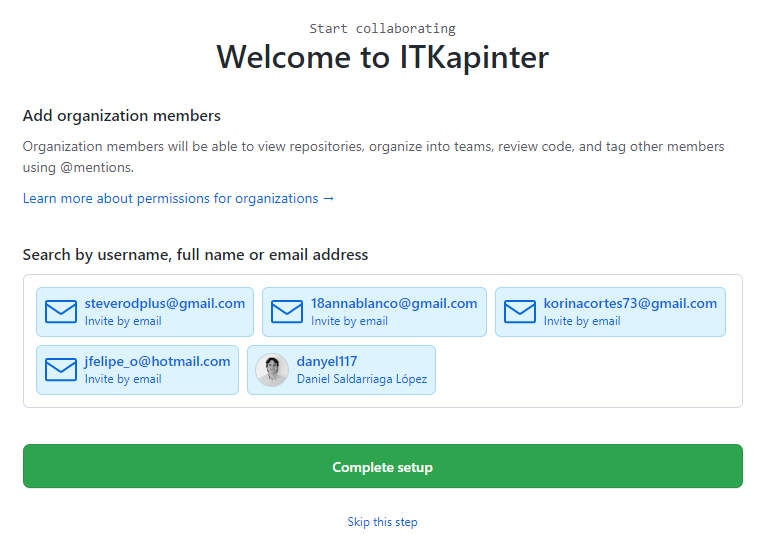 Start collaborating
Welcome to ITKapinter
Add organization members
Organization members will be able to view repositories, organize into teams, review code, and tag other members
using @mentions.
Learn more about permissions for organizations →
Search by username, full name or email address
steverodplus@gmail.com
Invite by email
18annablanco@gmail.com
Invite by email
korinacortes73@gmail.com
Invite by email
jfelipe_o@hotmail.com
Invite by email
danyel117
Daniel Saldarriaga López
Complete setup
Skip this step